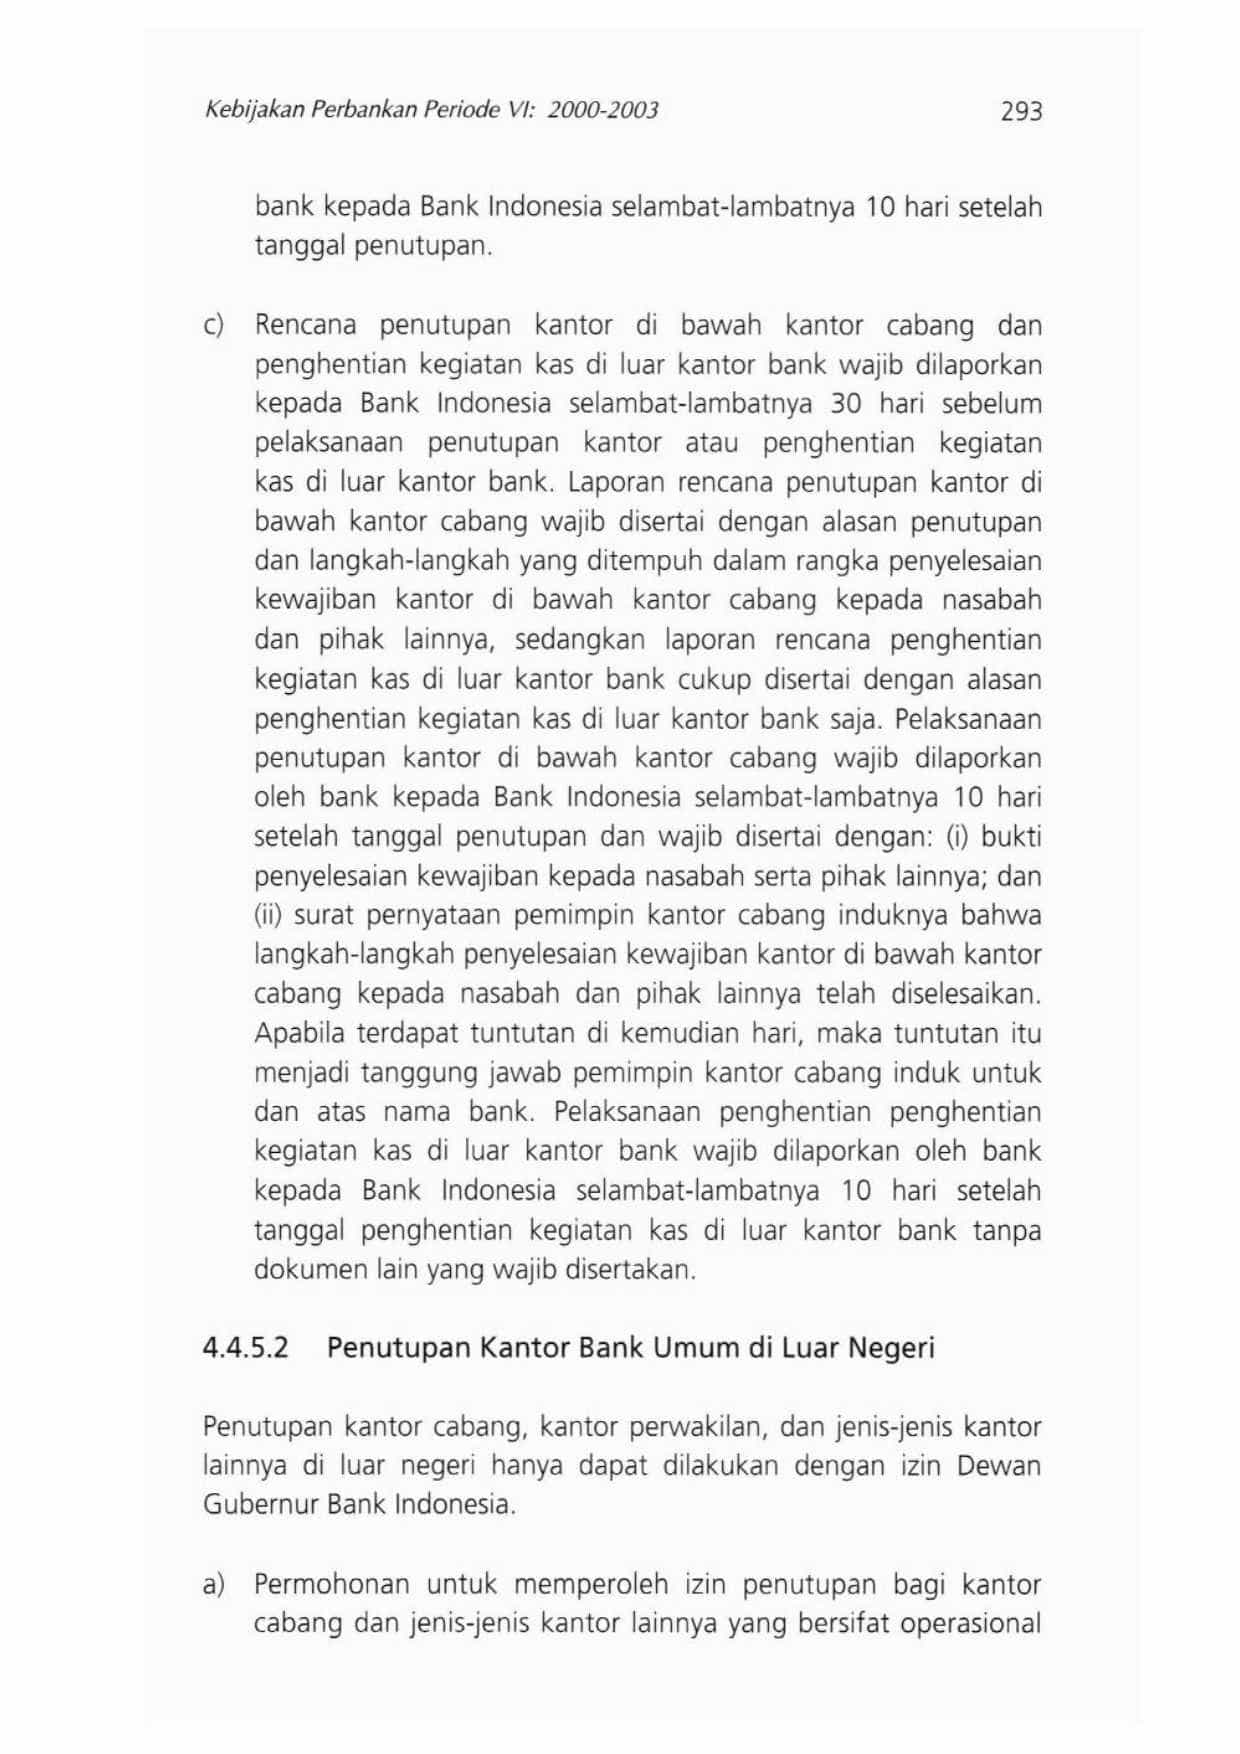 Kebijakan Perbankan Periode VI: 2000-2003 293
bank kepada Bank Indonesia selambat-lambatnya 10 hari setelah
tanggal penutupan.
c) Rencana penutupan kantor di bawah kantor cabang dan
penghentian kegiatan kas di luar kantor bank wajib dilaporkan
kepada Bank Indonesia selambat-lambatnya 30 hari sebelum
pelaksanaan penutupan kantor atau penghentian kegiatan
kas di luar kantor bank. Laporan rencana penutupan kantor di
bawah kantor cabang wajib disertai dengan alasan penutupan
dan langkah-langkah yang ditempuh dalam rangka penyelesaian
kewajiban kantor di bawah kantor cabang kepada nasabah
dan pihak lainnya, sedangkan laporan rencana penghentian
kegiatan kas di luar kantor bank cukup disertai dengan alasan
penghentian kegiatan kas di luar kantor bank saja. Pelaksanaan
penutupan kantor di bawah kantor cabang wajib dilaporkan
oleh bank kepada Bank Indonesia selambat-lambatnya 10 hari
setelah tanggal penutupan dan wajib disertai dengan: (i) bukti
penyelesaian kewajiban kepada nasabah serta pihak lainnya; dan
(ii) surat pernyataan pemimpin kantor cabang induknya bahwa
langkah-langkah penyelesaian kewajiban kantor di bawah kantor
cabang kepada nasabah dan pihak lainnya telah diselesaikan.
Apabila terdapat tuntutan di kemudian hari, maka tuntutan itu
menjadi tanggung jawab pemimpin kantor cabang induk untuk
dan atas nama bank. Pelaksanaan penghentian penghentian
kegiatan kas di luar kantor bank wajib dilaporkan oleh bank
kepada Bank Indonesia selambat-lambatnya 10 hari setelah
tanggal penghentian kegiatan kas di luar kantor bank tanpa
dokumen lain yang wajib disertakan.
4.4.5.2 Penutupan Kantor Bank Umum di Luar Negeri
Penutupan kantor cabang, kantor perwakilan, dan jenis-jenis kantor
lainnya di luar negeri hanya dapat dilakukan dengan izin Dewan
Gubernur Bank Indonesia.
a) Permohonan untuk memperoleh izin penutupan bagi kantor
cabang dan jenis-jenis kantor lainnya yang bersifat operasional